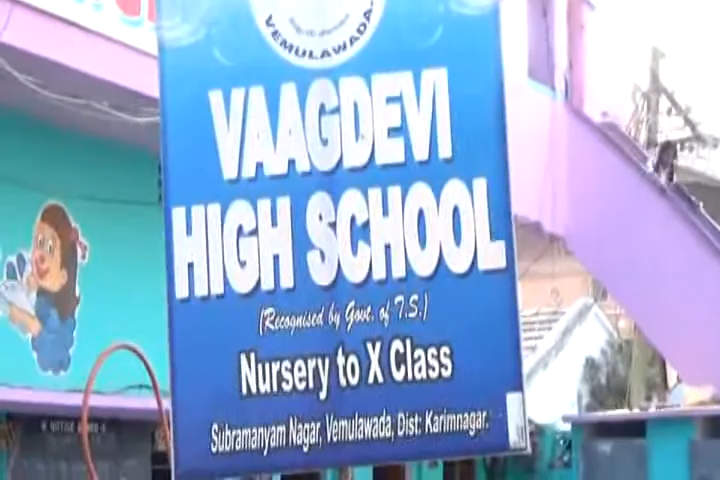 VEMULAWADA.
VAAGDEVI
HIGH SCHOOL
(Recognised by Govt. of T.S.)
Nursery to X Class
Subramanyam Nagar, Vemulawada, Dist: Karimnagar.